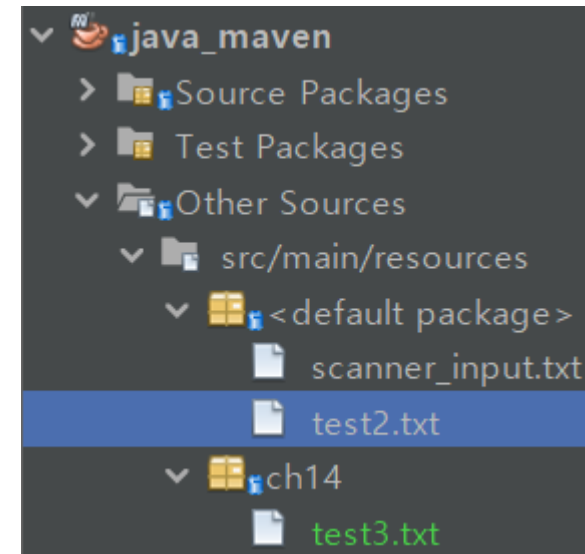 java_maven
Source Packages
Test Packages
Other Sources
src/main/resources
<default package>
scanner_input.txt
test2.txt
ch14
test3.txt